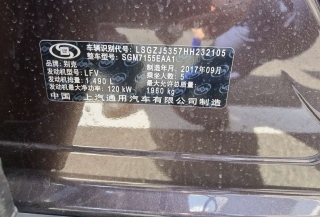 车辆识别代号 LSGZJ5357HH232105
整车型号: SGM7155EAA1
品牌: 别克 制造年月: 2017年09月
发动机型号: LFV 乘坐人数: 5
发动机排量: 1.490 L 最大允许总质量:
发动机最大净功率: 120 kW 1960 kg
中国 上汽通用汽车有限公司制造